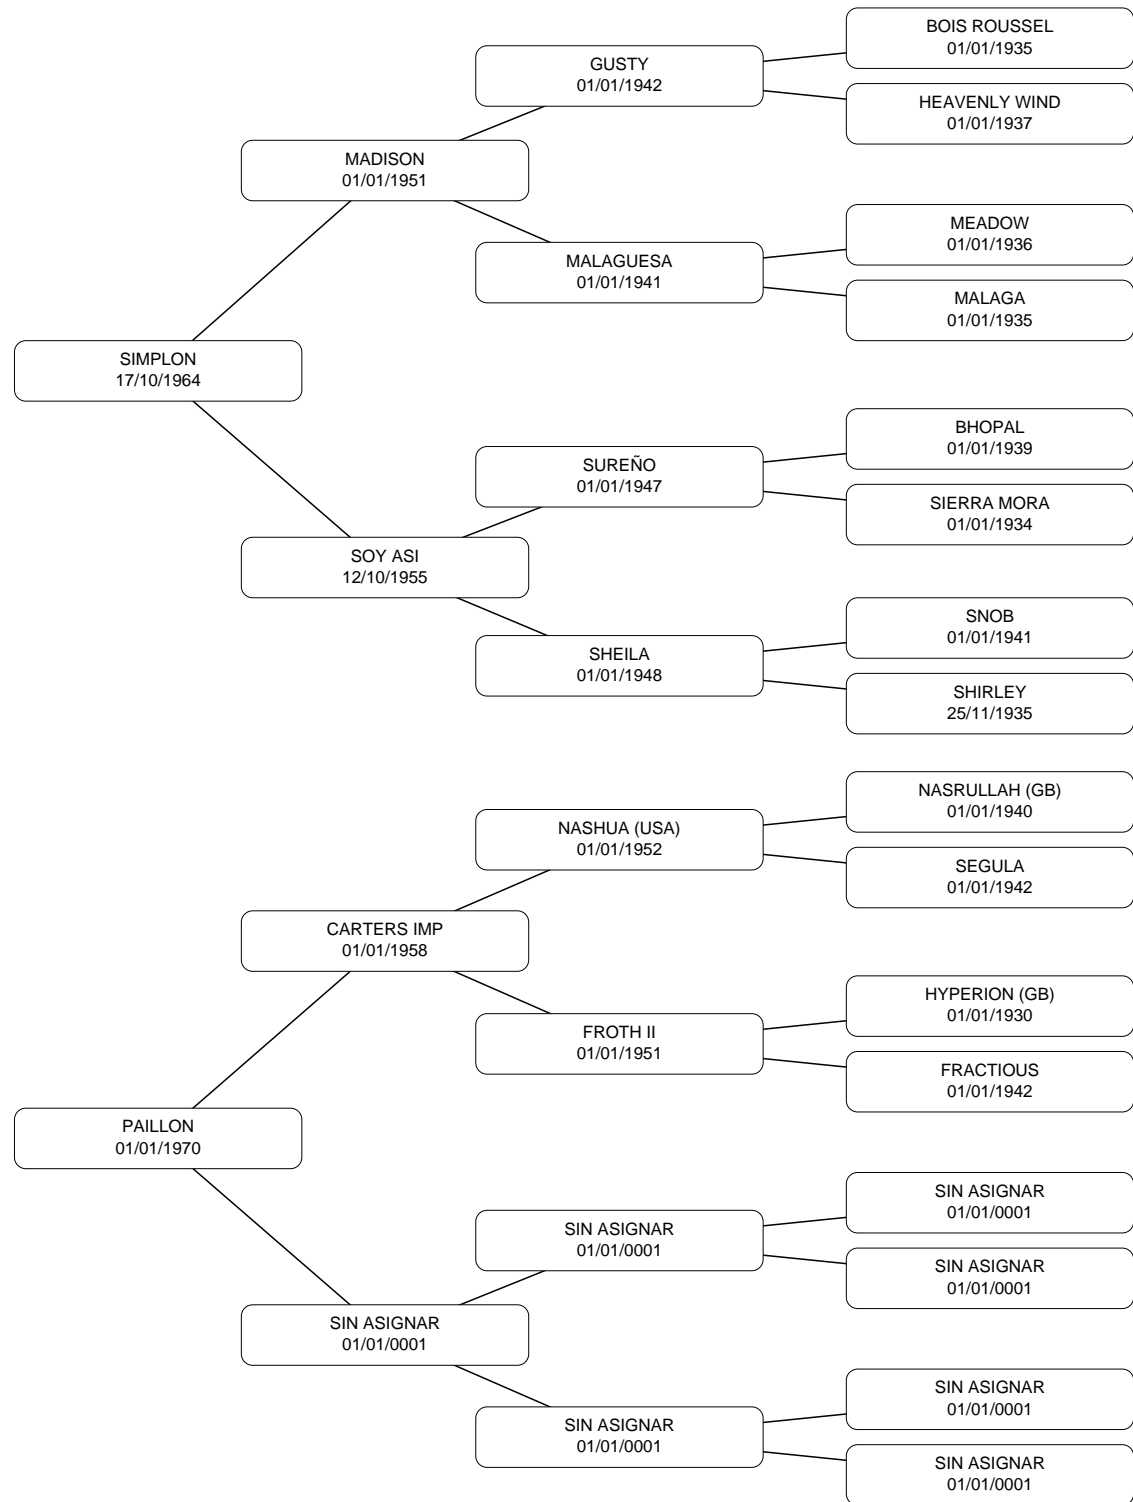 BOIS ROUSSEL
01/01/1935
GUSTY
01/01/1942
HEAVENLY WIND
01/01/1937
MADISON
01/01/1951
MEADOW
01/01/1936
MALAGUESA
01/01/1941
MALAGA
01/01/1935
SIMPLON
17/10/1964
BHOPAL
01/01/1939
SUREÑO
01/01/1947
SIERRA MORA
01/01/1934
SOY ASI
12/10/1955
SNOB
01/01/1941
SHEILA
01/01/1948
SHIRLEY
25/11/1935
NASRULLAH (GB)
01/01/1940
NASHUA (USA)
01/01/1952
SEGULA
01/01/1942
CARTERS IMP
01/01/1958
HYPERION (GB)
01/01/1930
FROTH II
01/01/1951
FRACTIOUS
01/01/1942
PAILLON
01/01/1970
SIN ASIGNAR
01/01/0001
SIN ASIGNAR
01/01/0001
SIN ASIGNAR
01/01/0001
SIN ASIGNAR
01/01/0001
SIN ASIGNAR
01/01/0001
SIN ASIGNAR
01/01/0001
SIN ASIGNAR
01/01/0001